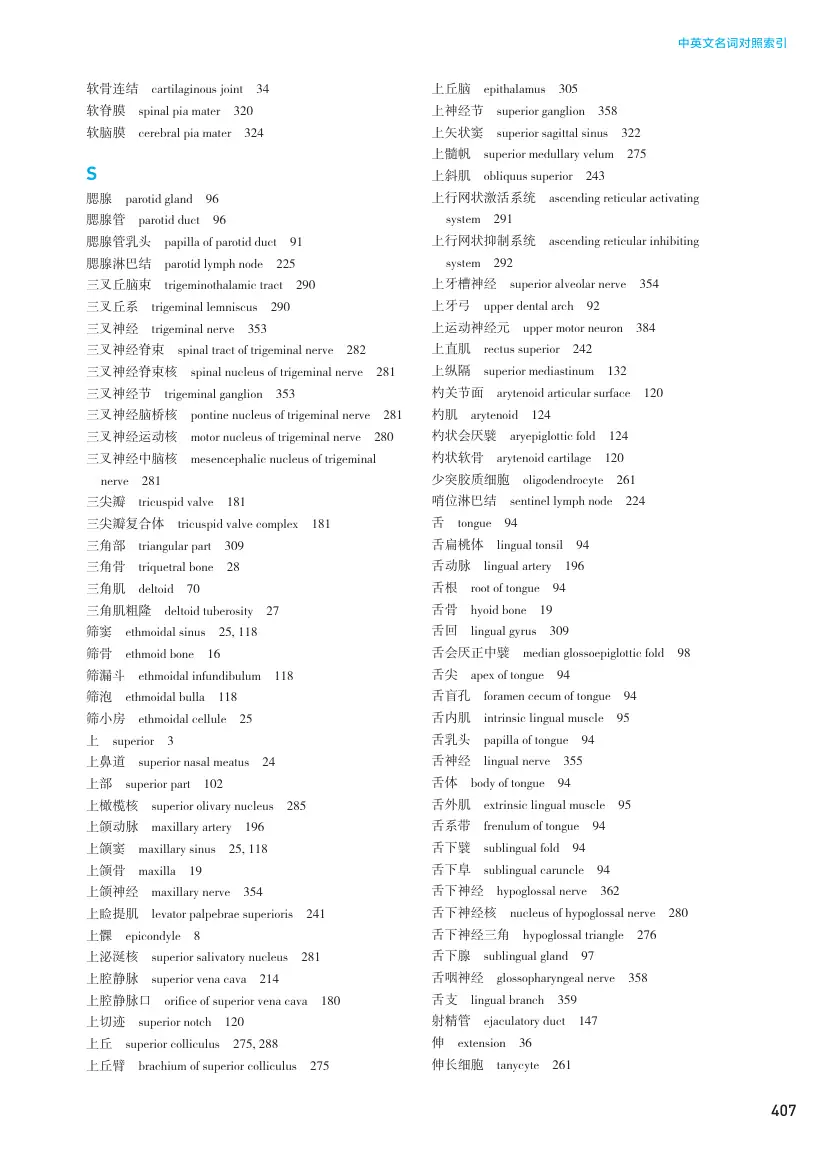 中英文名词对照索引
软骨连结 cartilaginous joint 34
软脊膜 spinal pia mater 320
软脑膜 cerebral pia mater 324
S
腮腺 parotid gland 96
腮腺管 parotid duct 96
腮腺管乳头 papilla of parotid duct 91
腮腺淋巴结 parotid lymph node 225
三叉丘脑束 trigeminothalamic tract 290
三叉丘系 trigeminal lemniscus 290
三叉神经 trigeminal nerve 353
三叉神经脊束 spinal tract of trigeminal nerve 282
三叉神经脊束核 spinal nucleus of trigeminal nerve 281
三叉神经节 trigeminal ganglion 353
三叉神经脑桥核 pontine nucleus of trigeminal nerve 281
三叉神经运动核 motor nucleus of trigeminal nerve 280
三叉神经中脑核 mesencephalic nucleus of trigeminal
nerve 281
三尖瓣 tricuspid valve 181
三尖瓣复合体 tricuspid valve complex 181
三角部 triangular part 309
三角骨 triquetral bone 28
三角肌 deltoid 70
三角肌粗隆 deltoid tuberosity 27
筛窦 ethmoidal sinus 25, 118
筛骨 ethmoid bone 16
筛漏斗 ethmoidal infundibulum 118
筛泡 ethmoidal bulla 118
筛小房 ethmoidal cellule 25
上 superior 3
上鼻道 superior nasal meatus 24
上部 superior part 102
上橄榄核 superior olivary nucleus 285
上颌动脉 maxillary artery 196
上颌窦 maxillary sinus 25, 118
上颌骨 maxilla 19
上颌神经 maxillary nerve 354
上睑提肌 levator palpebrae superioris 241
上髁 epicondyle 8
上泌涎核 superior salivatory nucleus 281
上腔静脉 superior vena cava 214
上腔静脉口 orifice of superior vena cava 180
上切迹 superior notch 120
上丘 superior colliculus 275, 288
上丘臂 brachium of superior colliculus 275
上丘脑 epithalamus 305
上神经节 superior ganglion 358
上矢状窦 superior sagittal sinus 322
上髓帆 superior medullary velum 275
上斜肌 obliquus superior 243
上行网状激活系统 ascending reticular activating
system 291
上行网状抑制系统 ascending reticular inhibiting
system 292
上牙槽神经 superior alveolar nerve 354
上牙弓 upper dental arch 92
上运动神经元 upper motor neuron 384
上直肌 rectus superior 242
上纵隔 superior mediastinum 132
杓关节面 arytenoid articular surface 120
杓肌 arytenoid 124
杓状会厌襞 aryepiglottic fold 124
杓状软骨 arytenoid cartilage 120
少突胶质细胞 oligodendrocyte 261
哨位淋巴结 sentinel lymph node 224
舌 tongue 94
舌扁桃体 lingual tonsil 94
舌动脉 lingual artery 196
舌根 root of tongue 94
舌骨 hyoid bone 19
舌回 lingual gyrus 309
舌会厌正中襞 median glossoepiglottic fold 98
舌尖 apex of tongue 94
舌盲孔 foramen cecum of tongue 94
舌内肌 intrinsic lingual muscle 95
舌乳头 papilla of tongue 94
舌神经 lingual nerve 355
舌体 body of tongue 94
舌外肌 extrinsic lingual muscle 95
舌系带 frenulum of tongue 94
舌下襞 sublingual fold 94
舌下阜 sublingual caruncle 94
舌下神经 hypoglossal nerve 362
舌下神经核 nucleus of hypoglossal nerve 280
舌下神经三角 hypoglossal triangle 276
舌下腺 sublingual gland 97
舌咽神经 glossopharyngeal nerve 358
舌支 lingual branch 359
射精管 ejaculatory duct 147
伸 extension 36
伸长细胞 tanycyte 261
407